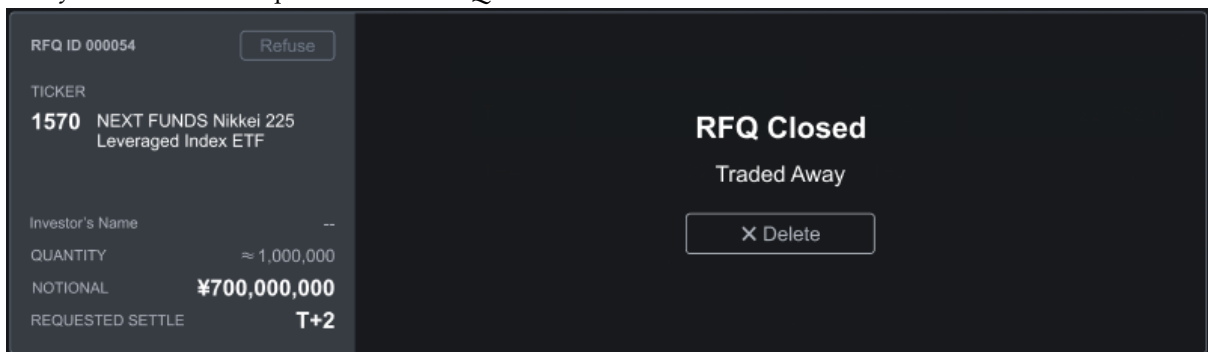 RFQ ID 000054
Refuse
TICKER
1570 NEXT FUNDS Nikkei 225
Leveraged Index ETF
Investor's Name --
QUANTITY ≈ 1,000,000
NOTIONAL ¥700,000,000
REQUESTED SETTLE T+2
RFQ Closed
Traded Away
✕ Delete